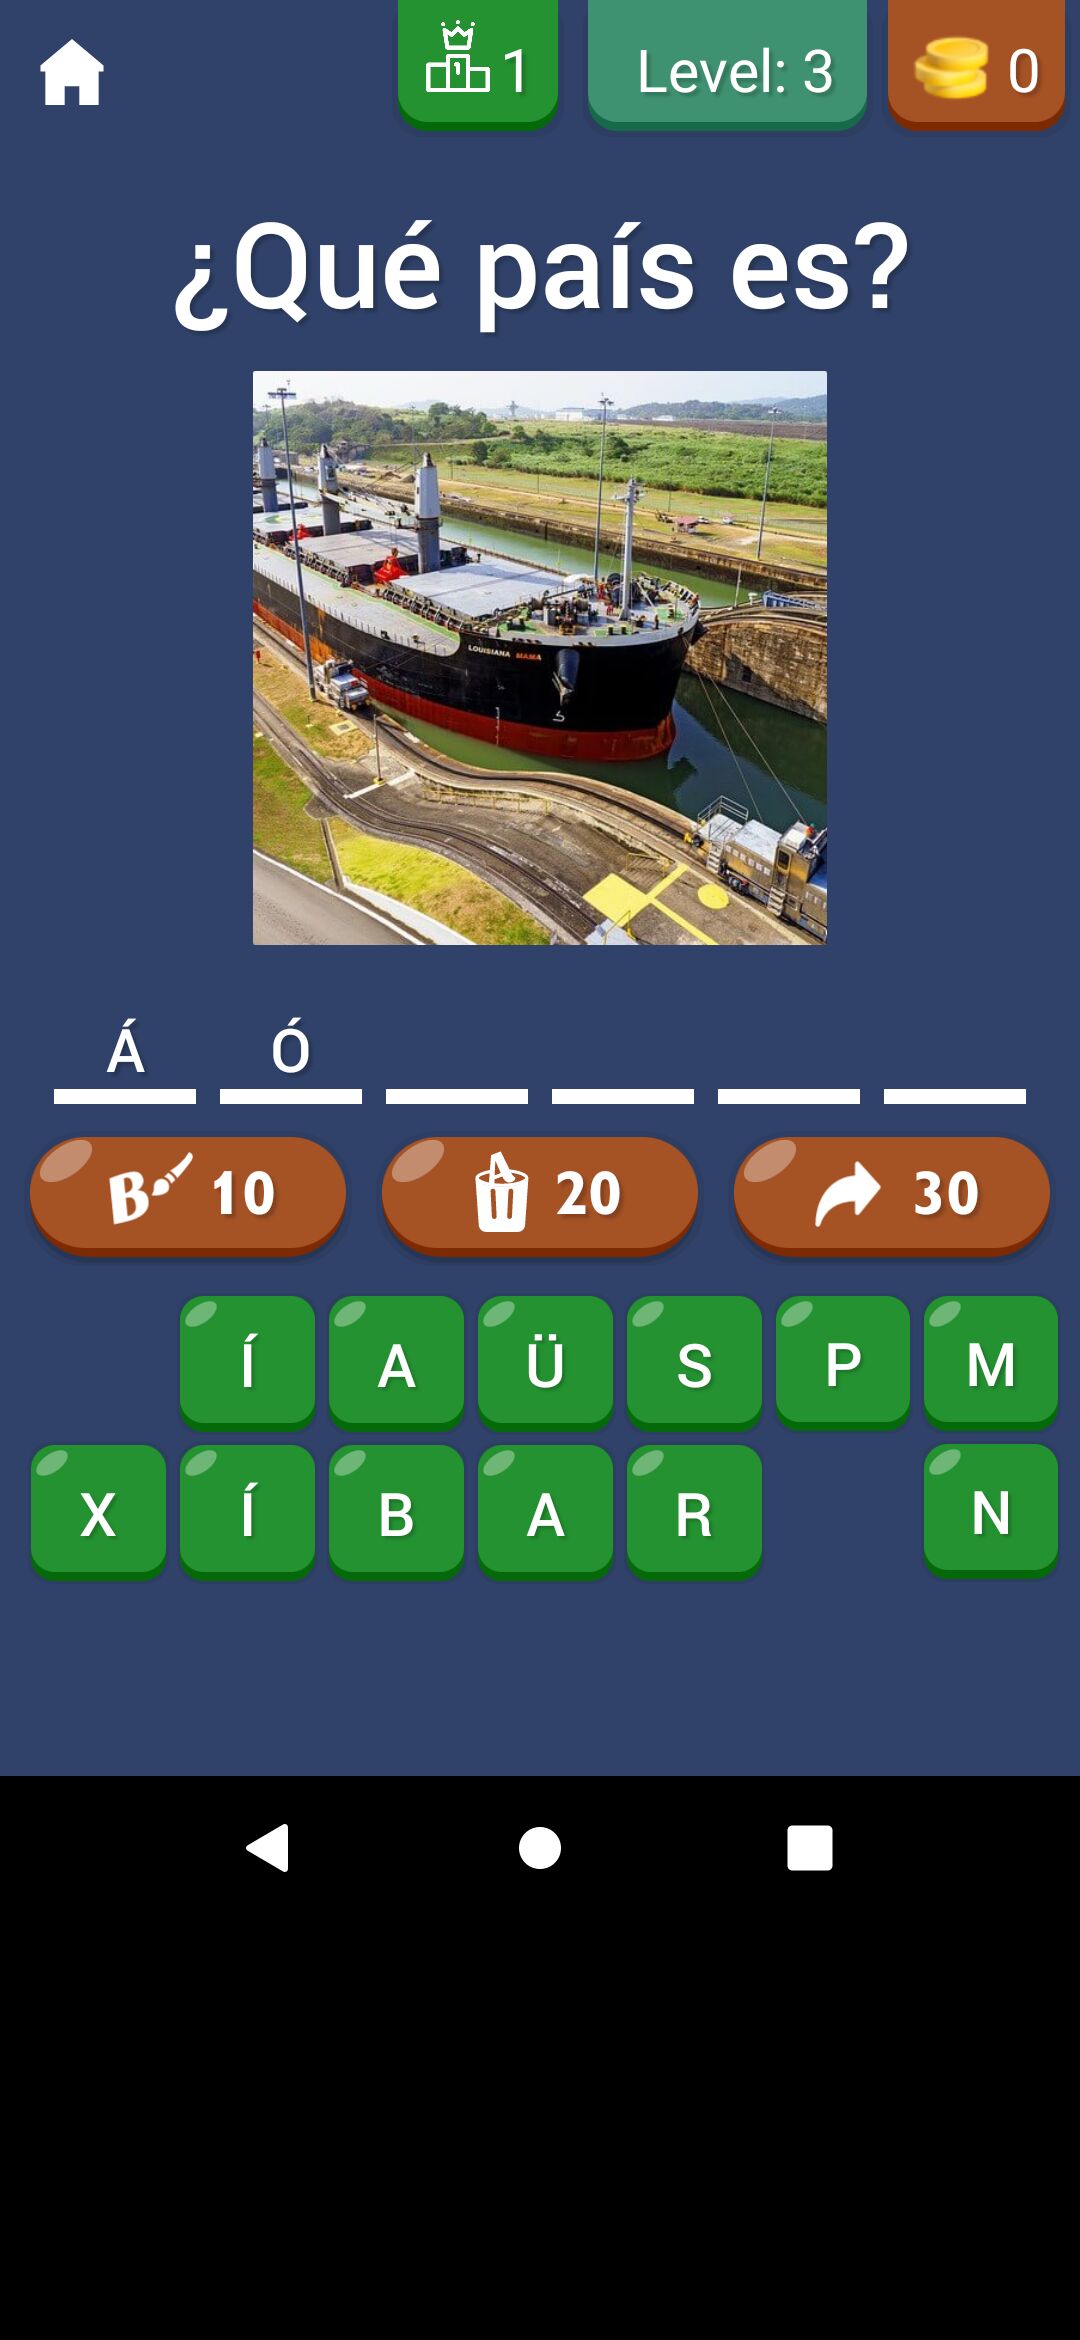 1 Level: 3 0
¿Qué país es?
LOUISIANA MAMA
Á Ó
B 10 20 30
Í A Ü S P M
X Í B A R N